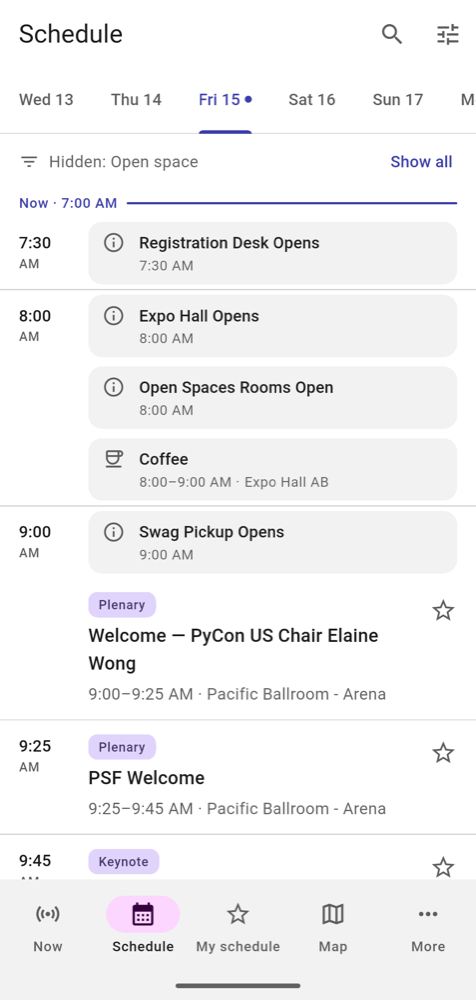 Schedule
Wed 13
Thu 14
Fri 15
Sat 16
Sun 17
M
Hidden: Open space
Show all
Now · 7:00 AM
7:30
AM
Registration Desk Opens
7:30 AM
8:00
AM
Expo Hall Opens
8:00 AM
Open Spaces Rooms Open
8:00 AM
Coffee
8:00–9:00 AM · Expo Hall AB
9:00
AM
Swag Pickup Opens
9:00 AM
Plenary
Welcome — PyCon US Chair Elaine
Wong
9:00–9:25 AM · Pacific Ballroom - Arena
9:25
AM
Plenary
PSF Welcome
9:25–9:45 AM · Pacific Ballroom - Arena
9:45
AM
Keynote
Now
Schedule
My schedule
Map
More